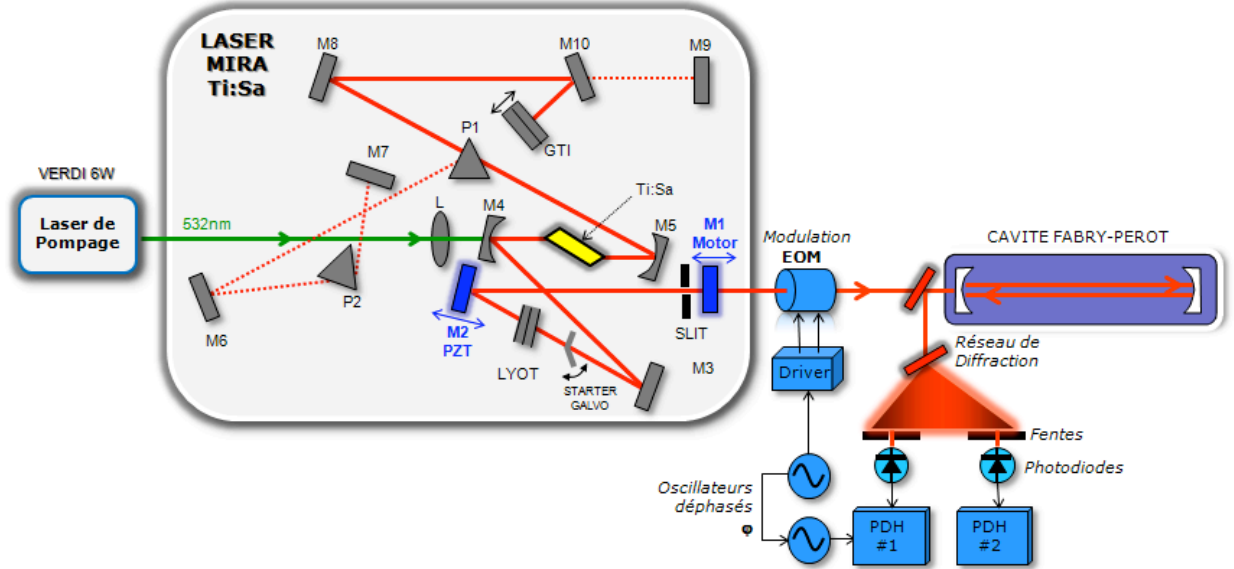 LASER
MIRA
Ti:Sa
M8
M10
M9
P1
GTI
M7
VERDI 6W
Laser de
Pompage
532nm
L
M4
Ti:Sa
M5
M1
Motor
Modulation
EOM
CAVITE FABRY-PEROT
P2
M6
M2
PZT
SLIT
LYOT
STARTER
GALVO
M3
Driver
Réseau de
Diffraction
Fentes
Photodiodes
Oscillateurs
déphasés
φ
PDH
#1
PDH
#2